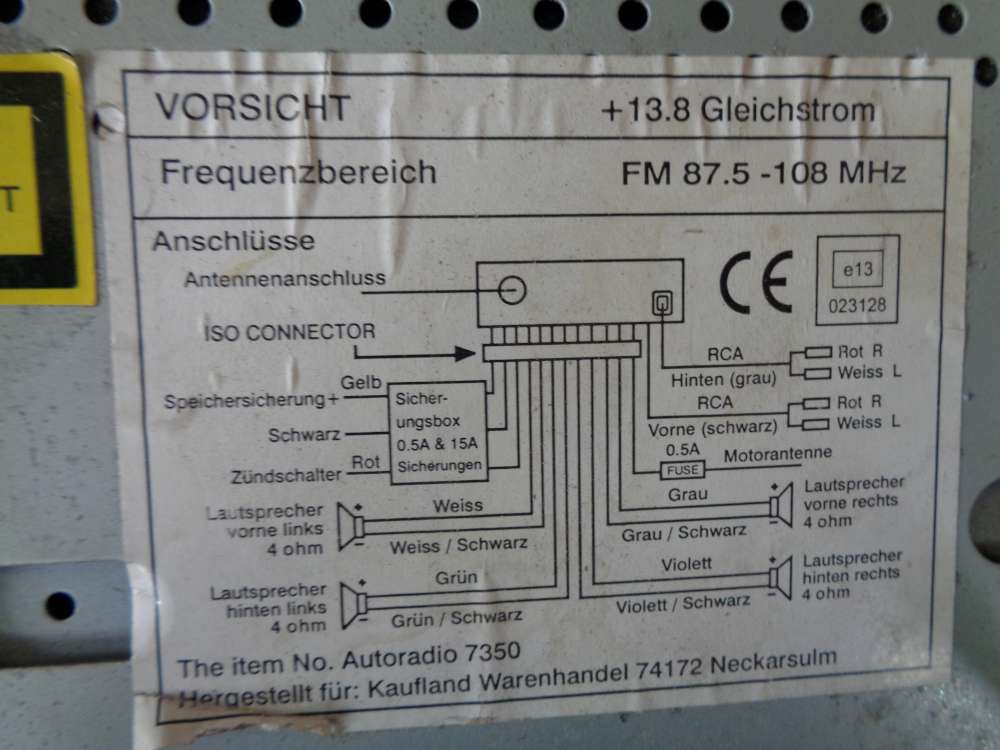 T
VORSICHT +13.8 Gleichstrom
Frequenzbereich FM 87.5 -108 MHz
Anschlüsse
Antennenanschluss
CE
e13
023128
ISO CONNECTOR
RCA
Hinten (grau)
Rot R
Weiss L
RCA
Vorne (schwarz)
Rot R
Weiss L
0.5A
FUSE
Motorantenne
Speichersicherung+
Gelb
Schwarz
Zündschalter
Rot
Sicher-
ungsbox
0.5A & 15A
Sicherungen
Lautsprecher
vorne links
4 ohm
+
-
Weiss
Weiss / Schwarz
Grau
Grau / Schwarz
+
-
Lautsprecher
vorne rechts
4 ohm
Lautsprecher
hinten links
4 ohm
+
-
Grün
Grün / Schwarz
Violett
Violett / Schwarz
+
-
Lautsprecher
hinten rechts
4 ohm
The item No. Autoradio 7350
Hergestellt für: Kaufland Warenhandel 74172 Neckarsulm